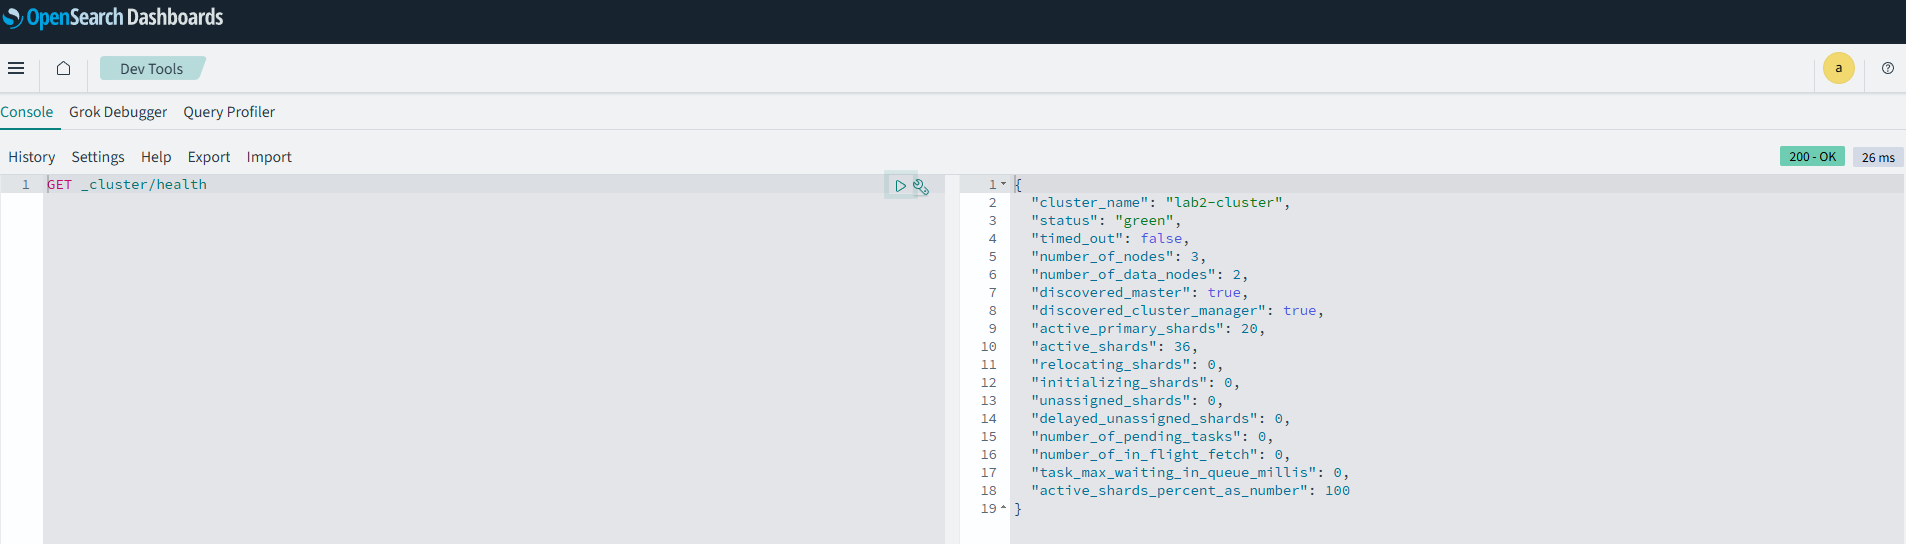 OpenSearch Dashboards
Dev Tools
a
Console Grok Debugger Query Profiler
History Settings Help Export Import
200 - OK 26 ms
1 GET _cluster/health
1 {
2 "cluster_name": "lab2-cluster",
3 "status": "green",
4 "timed_out": false,
5 "number_of_nodes": 3,
6 "number_of_data_nodes": 2,
7 "discovered_master": true,
8 "discovered_cluster_manager": true,
9 "active_primary_shards": 20,
10 "active_shards": 36,
11 "relocating_shards": 0,
12 "initializing_shards": 0,
13 "unassigned_shards": 0,
14 "delayed_unassigned_shards": 0,
15 "number_of_pending_tasks": 0,
16 "number_of_in_flight_fetch": 0,
17 "task_max_waiting_in_queue_millis": 0,
18 "active_shards_percent_as_number": 100
19 }